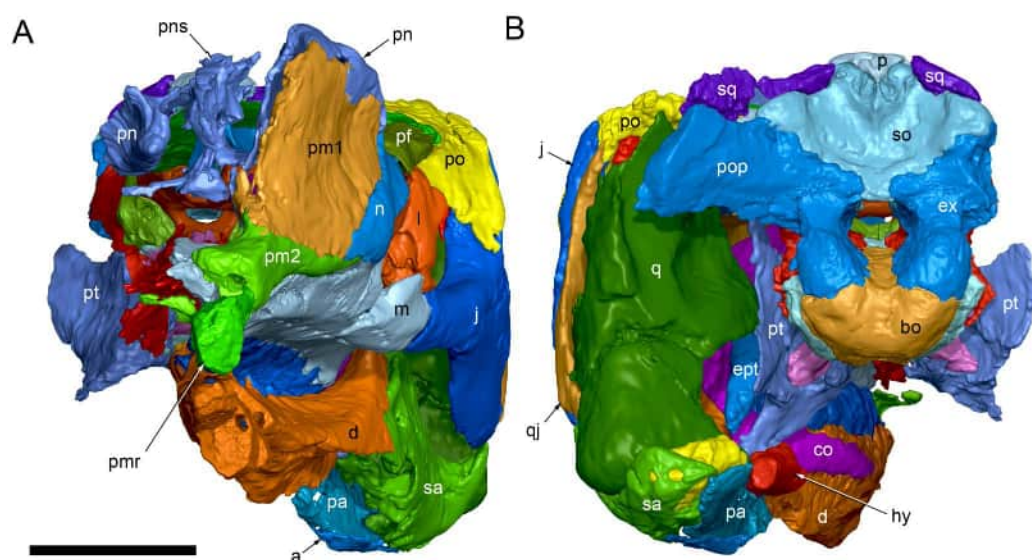 A
pns
pn
pn
pf
po
pm1
n
l
pm2
pt
m
j
d
pmr
sa
pa
a
B
p
sq
sq
po
so
j
pop
ex
q
pt
pt
bo
ept
qj
co
sa
pa
d
hy